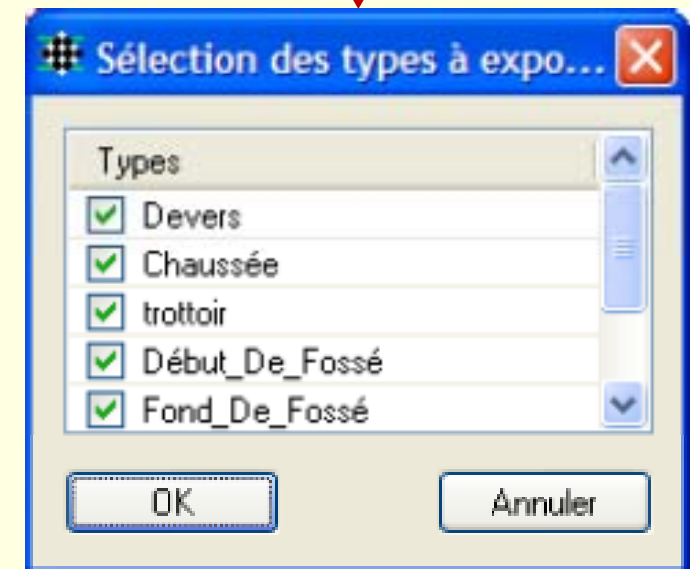 Sélection des types à expo...
Types
Devers
Chaussée
trottoir
Début_De_Fossé
Fond_De_Fossé
OK
Annuler